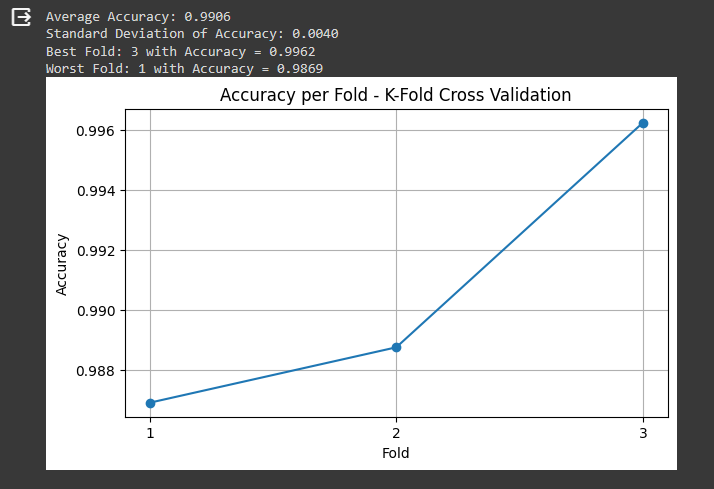 Average Accuracy: 0.9906
Standard Deviation of Accuracy: 0.0040
Best Fold: 3 with Accuracy = 0.9962
Worst Fold: 1 with Accuracy = 0.9869
Accuracy per Fold - K-Fold Cross Validation
0.996
0.994
0.992
0.990
0.988
Accuracy
1 2 3
Fold